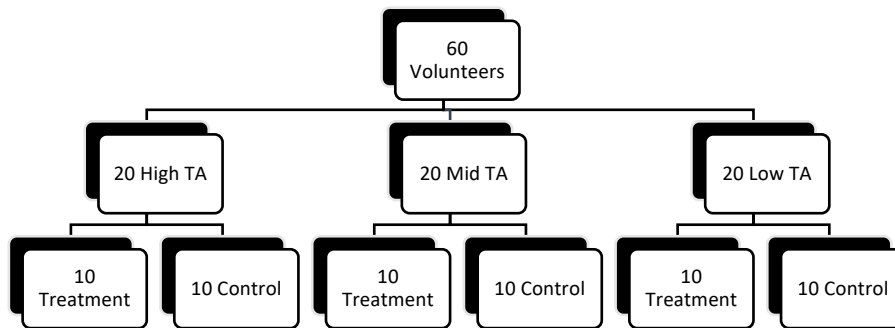 60
Volunteers
20 High TA
20 Mid TA
20 Low TA
10
Treatment
10 Control
10
Treatment
10 Control
10
Treatment
10 Control